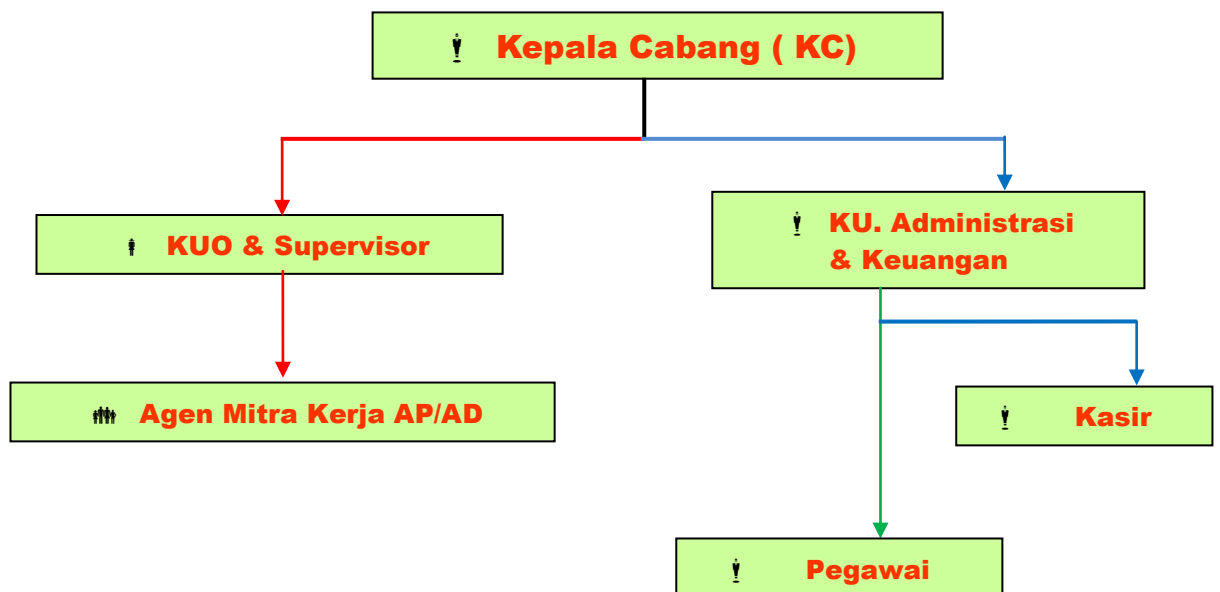 Kepala Cabang ( KC)
KUO & Supervisor
KU. Administrasi
& Keuangan
Agen Mitra Kerja AP/AD
Kasir
Pegawai